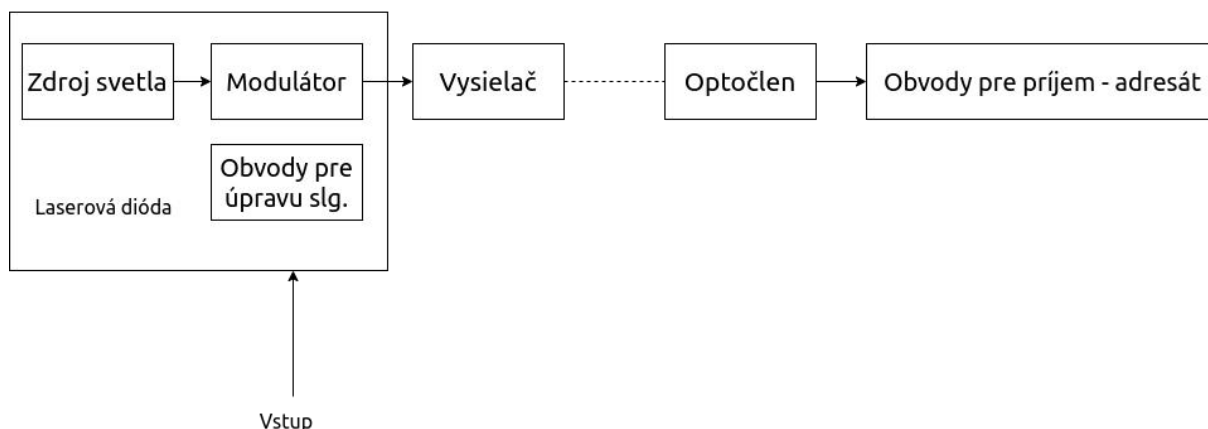 Zdroj svetla
Modulátor
Vysielač
Optočlen
Obvody pre príjem - adresát
Obvody pre
úpravu slg.
Laserová dióda
Vstup